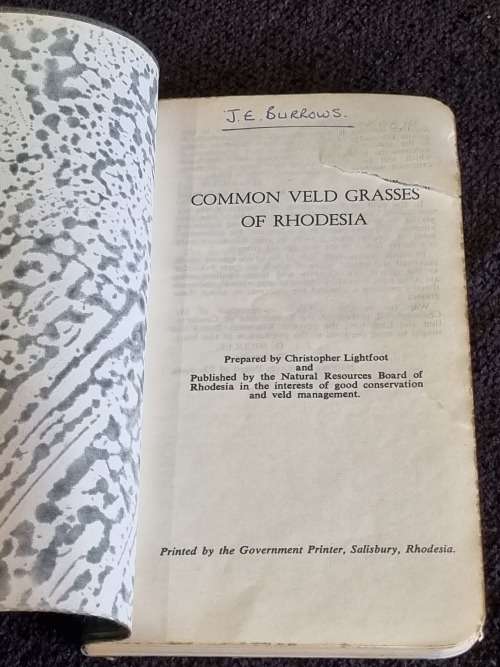 J. E. BURROWS.
COMMON VELD GRASSES
OF RHODESIA
Prepared by Christopher Lightfoot
and
Published by the Natural Resources Board of
Rhodesia in the interests of good conservation
and veld management.
Printed by the Government Printer, Salisbury, Rhodesia.